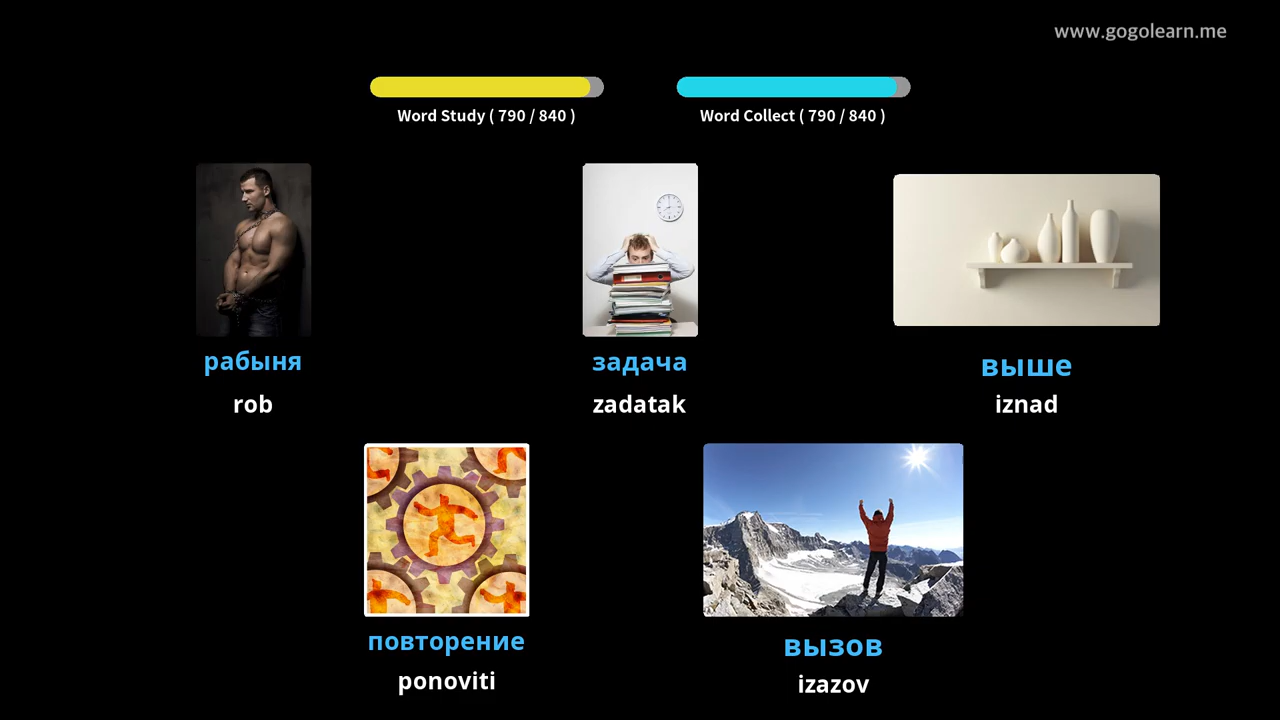 www.gogolearn.me
Word Study ( 790 / 840 )
Word Collect ( 790 / 840 )
рабыня
rob
задача
zadatak
выше
iznad
повторение
ponoviti
вызов
izazov